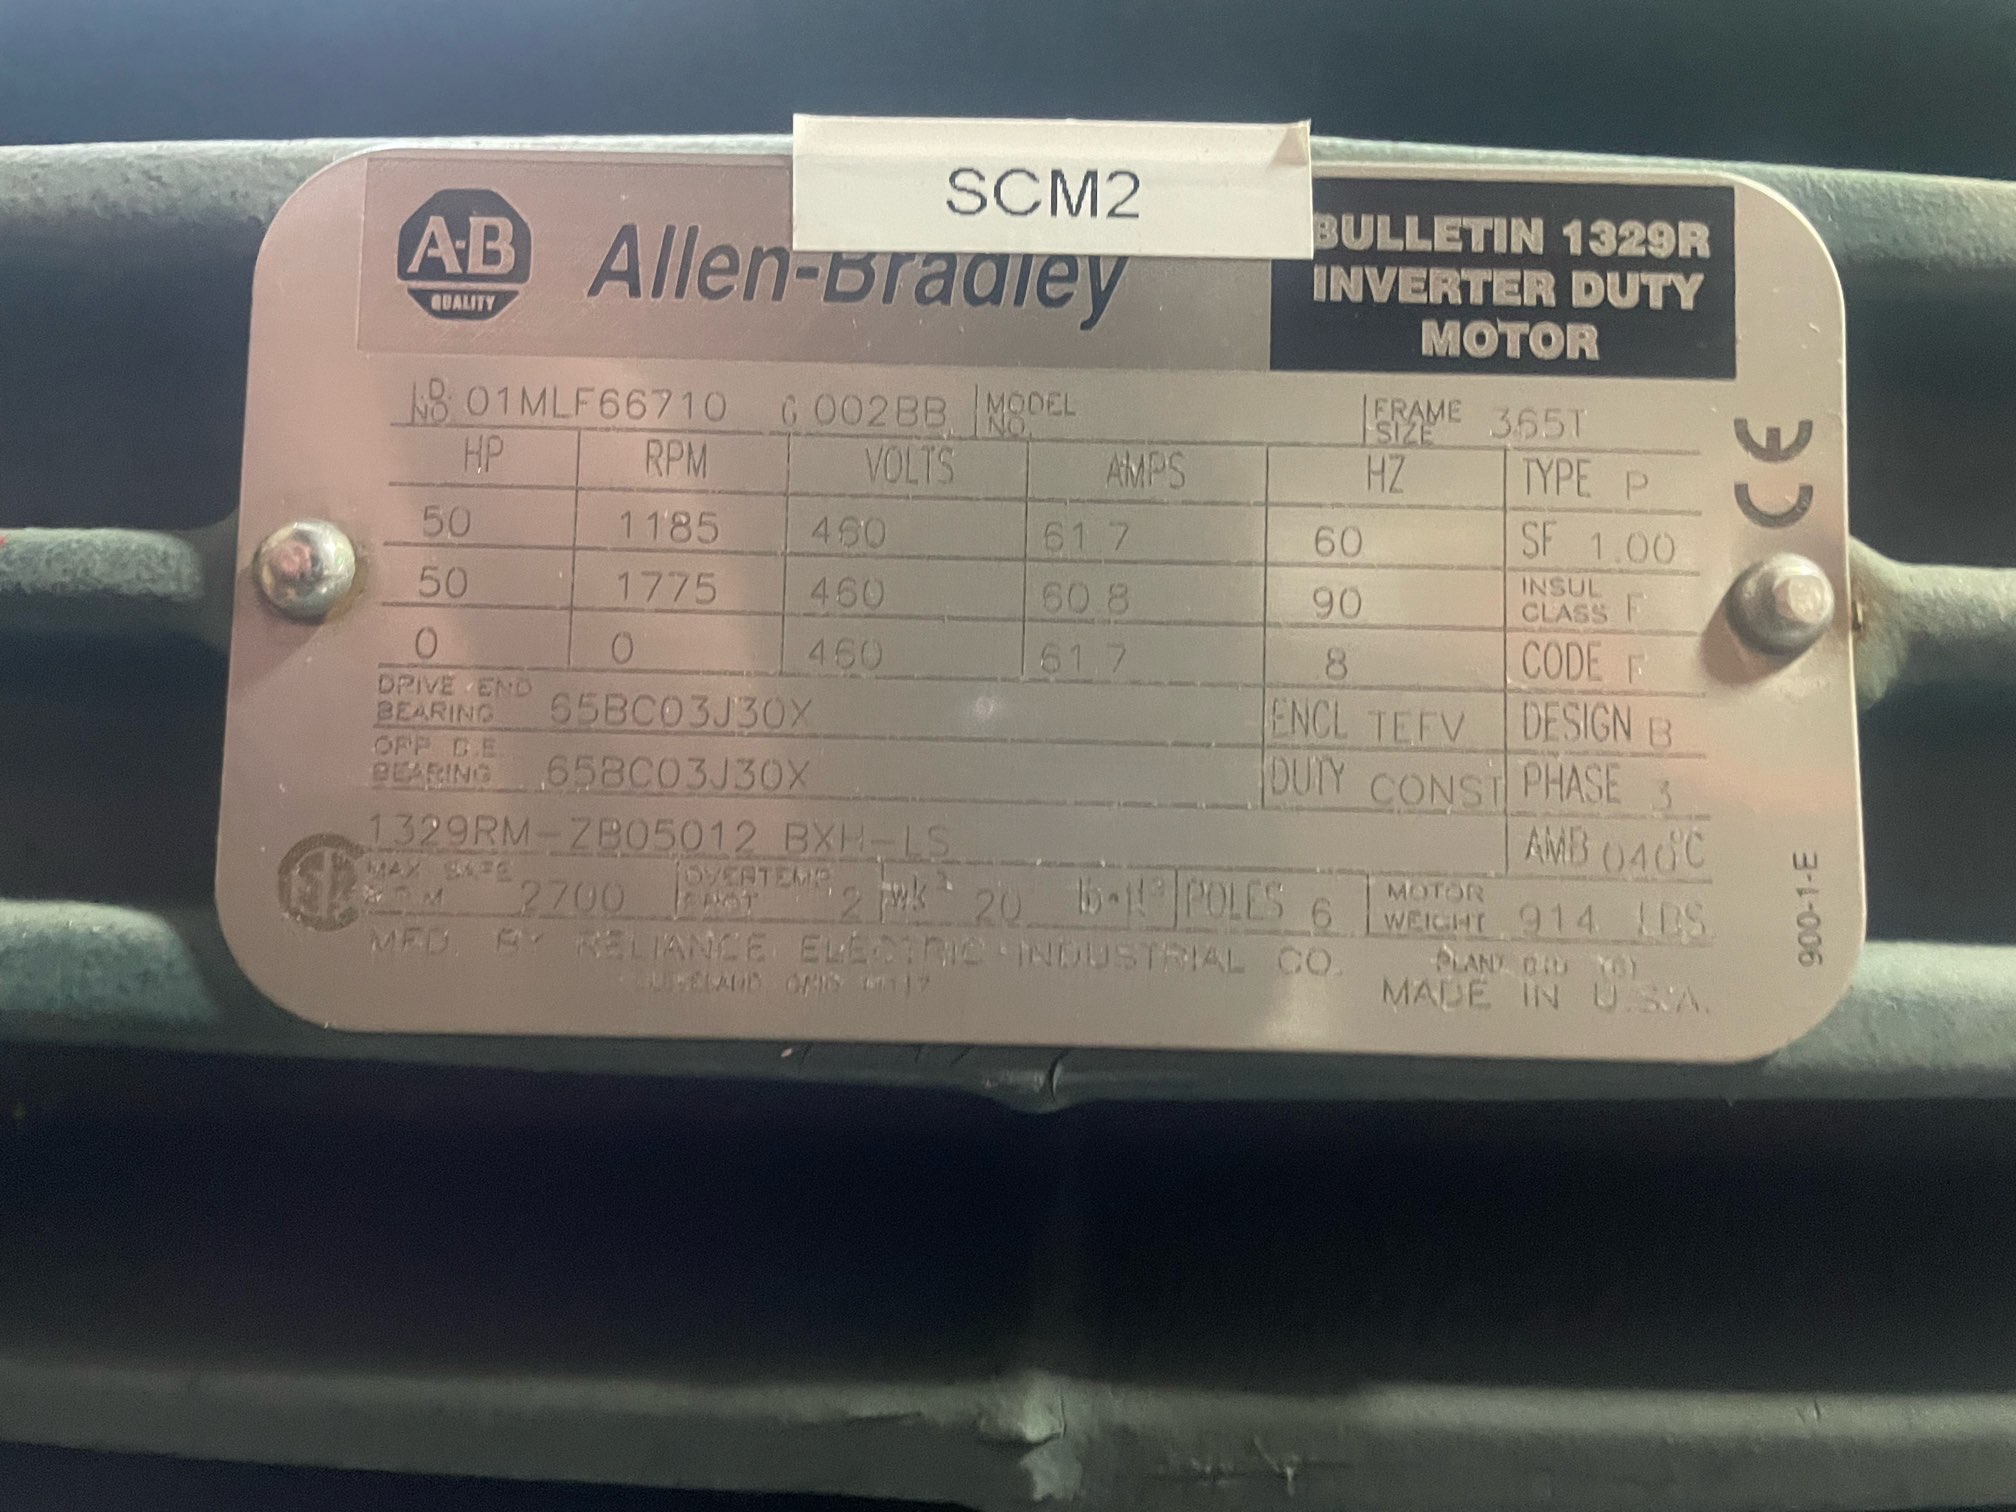 SCM2
A-B
QUALITY
Allen-Bradley
BULLETIN 1329R
INVERTER DUTY
MOTOR
I.D. NO. 01MLF66710 G 002BB MODEL NO. FRAME SIZE 365T
HP RPM VOLTS AMPS HZ TYPE P
50 1185 460 61.7 60 SF 1.00
50 1775 460 60.8 90 INSUL CLASS F
0 0 460 61.7 8 CODE F
DRIVE END BEARING 65BC03J30X ENCL TEFV DESIGN B
OPP D.E. BEARING 65BC03J30X DUTY CONST PHASE 3
1329RM-ZB05012 BXH-LS AMB 040°C
MAX SAFE RPM 2700 OVERTEMP PROT 2 wk² 20 lb-ft² POLES 6 MOTOR WEIGHT 914 LBS
MFD. BY RELIANCE ELECTRIC INDUSTRIAL CO.
CLEVELAND OHIO
PLANT
MADE IN U.S.A.
CE
900-1-E